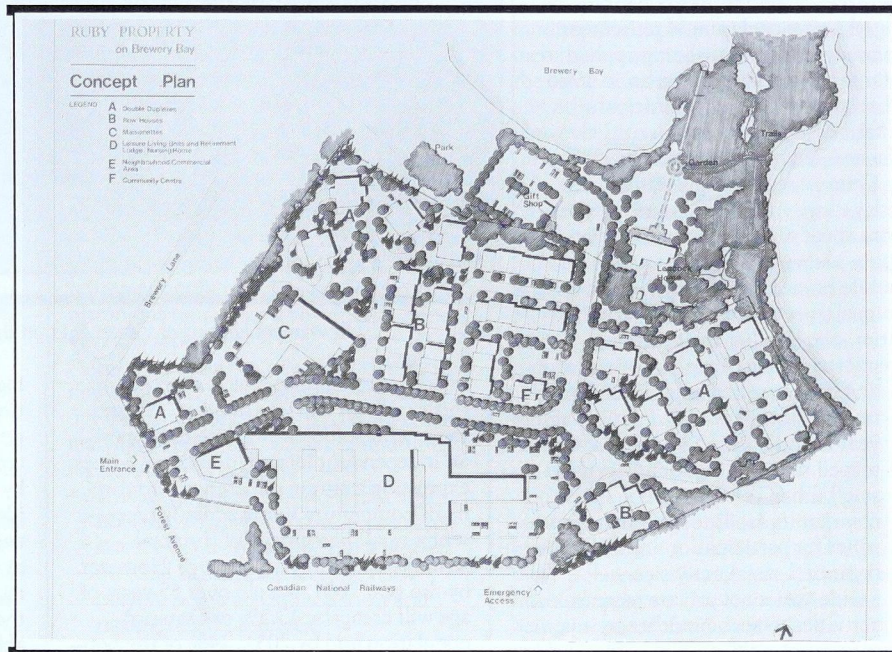 RUBY PROPERTY
on Brewery Bay
Concept Plan
LEGEND
A Double Duplexes
B Row Houses
C Maisonettes
D Leisure Living Units and Retirement
Lodge, Nursing Home
E Neighbourhood Commercial
Area
F Community Centre
Brewery Bay
Trails
Park
Garden
Gift
Shop
A
Brewery Lane
C
B
A
F
A
Main
Entrance
E
D
B
Forest Avenue
Canadian National Railways
Emergency
Access